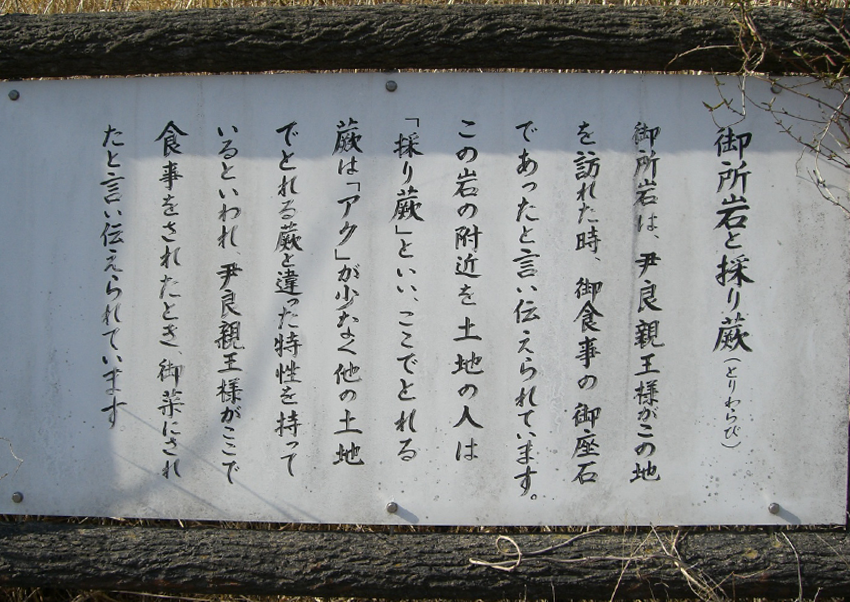 御所岩と採り蕨(とりわらび)
御所岩は、尹良親王様がこの地
を訪れた時、御食事の御座石
であったと言い伝えられています。
この岩の附近を土地の人は
「採り蕨」といい、ここでとれる
蕨は「アク」が少なく他の土地
でとれる蕨と違った特性を持って
いるといわれ、尹良親王様がここで
食事をされたとき、御菜にされ
たと言い伝えられています